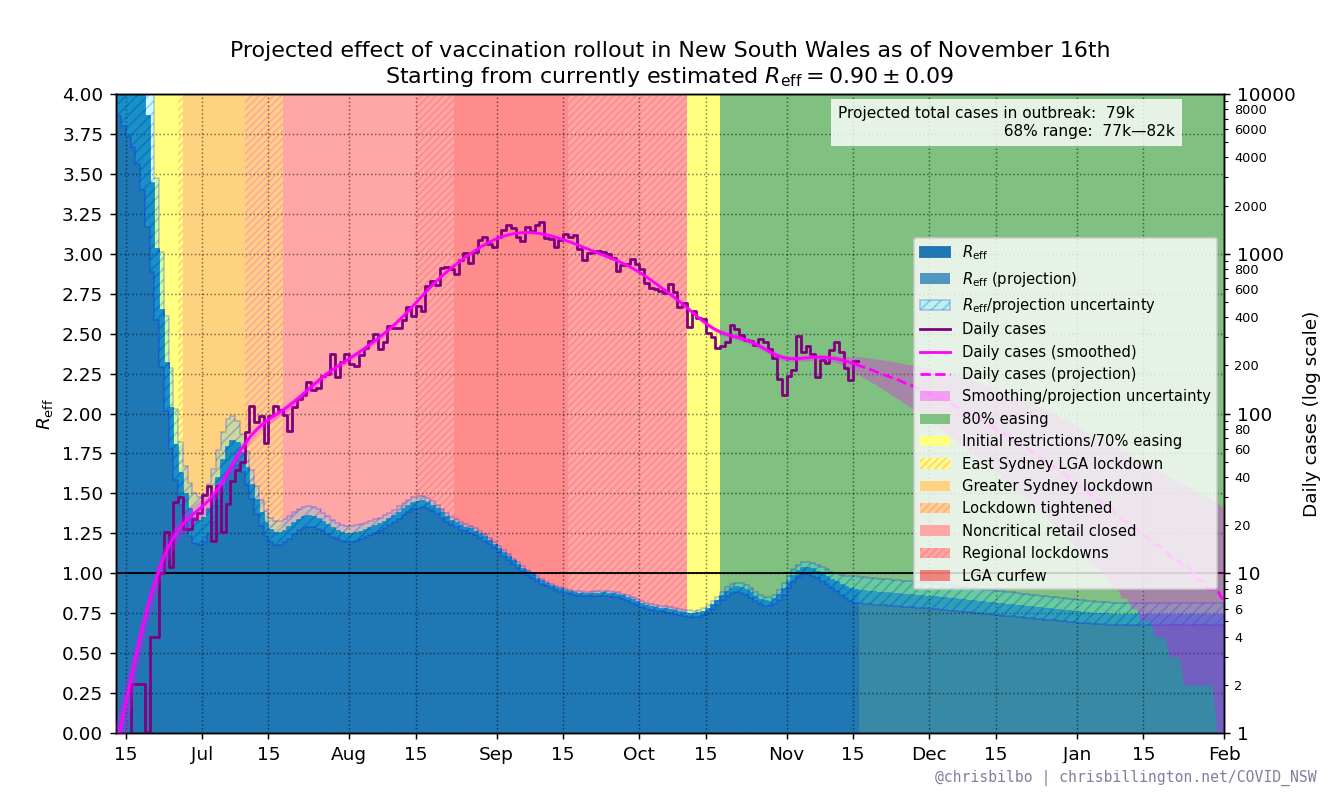 Projected effect of vaccination rollout in New South Wales as of November 16th
Starting from currently estimated R_eff = 0.90 ± 0.09
Projected total cases in outbreak: 79k
68% range: 77k—82k
R_eff
4.00
3.75
3.50
3.25
3.00
2.75
2.50
2.25
2.00
1.75
1.50
1.25
1.00
0.75
0.50
0.25
0.00
10000
8000
6000
4000
2000
1000
800
600
400
200
100
80
60
40
20
10
8
6
4
2
1
Daily cases (log scale)
R_eff
R_eff (projection)
R_eff/projection uncertainty
Daily cases
Daily cases (smoothed)
Daily cases (projection)
Smoothing/projection uncertainty
80% easing
Initial restrictions/70% easing
East Sydney LGA lockdown
Greater Sydney lockdown
Lockdown tightened
Noncritical retail closed
Regional lockdowns
LGA curfew
15 Jul 15 Aug 15 Sep 15 Oct 15 Nov 15 Dec 15 Jan 15 Feb
@chrisbilbo | chrisbillington.net/COVID_NSW